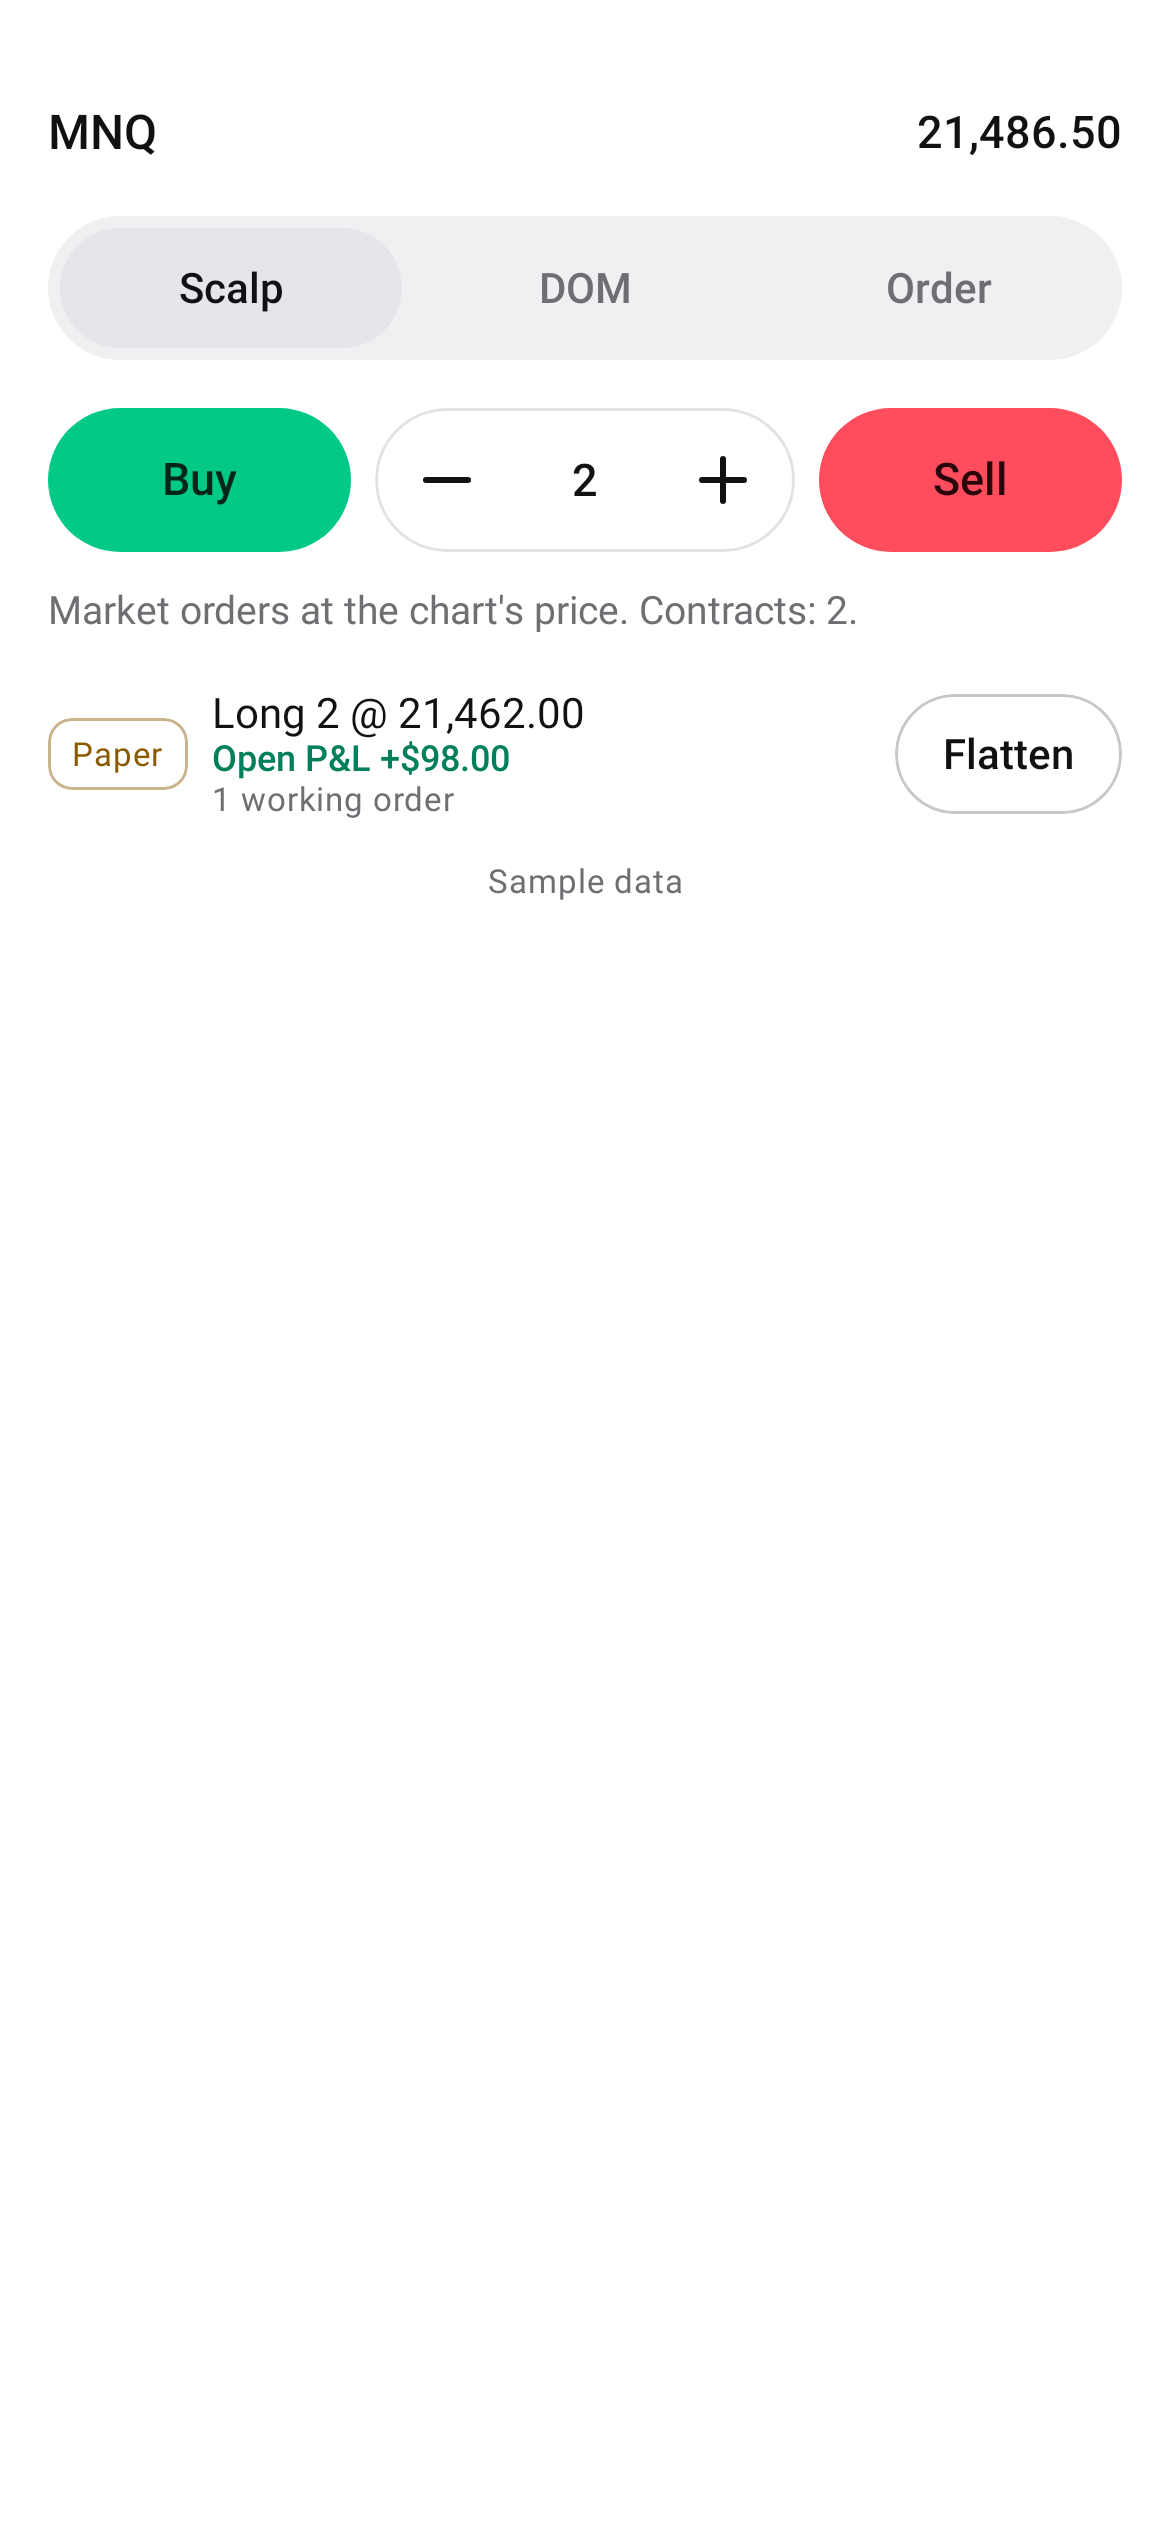 MNQ 21,486.50
Scalp DOM Order
Buy 2 Sell
Market orders at the chart's price. Contracts: 2.
Long 2 @ 21,462.00
Paper Open P&L +$98.00 Flatten
1 working order
Sample data